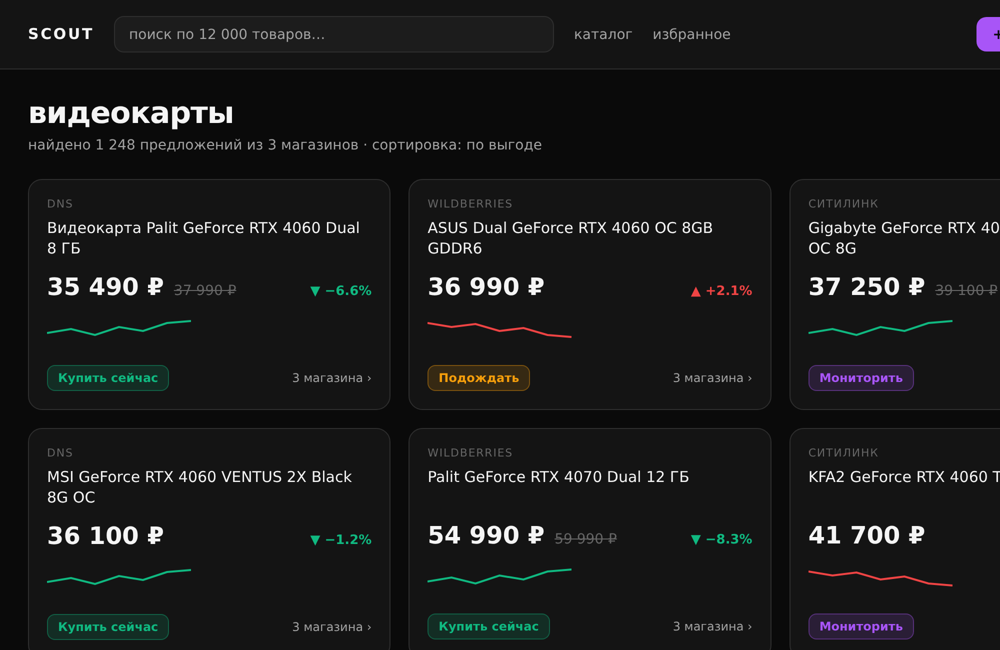 SCOUT
поиск по 12 000 товаров...
каталог
избранное
+
видеокарты
найдено 1 248 предложений из 3 магазинов · сортировка: по выгоде
DNS
Видеокарта Palit GeForce RTX 4060 Dual
8 ГБ
35 490 ₽ 37 990 ₽ ▼ −6.6%
Купить сейчас
3 магазина ›
WILDBERRIES
ASUS Dual GeForce RTX 4060 OC 8GB
GDDR6
36 990 ₽ ▲ +2.1%
Подождать
3 магазина ›
СИТИЛИНК
Gigabyte GeForce RTX 40
OC 8G
37 250 ₽ 39 100 ₽
Мониторить
DNS
MSI GeForce RTX 4060 VENTUS 2X Black
8G OC
36 100 ₽ ▼ −1.2%
Купить сейчас
3 магазина ›
WILDBERRIES
Palit GeForce RTX 4070 Dual 12 ГБ
54 990 ₽ 59 990 ₽ ▼ −8.3%
Купить сейчас
3 магазина ›
СИТИЛИНК
KFA2 GeForce RTX 4060 T
41 700 ₽
Мониторить